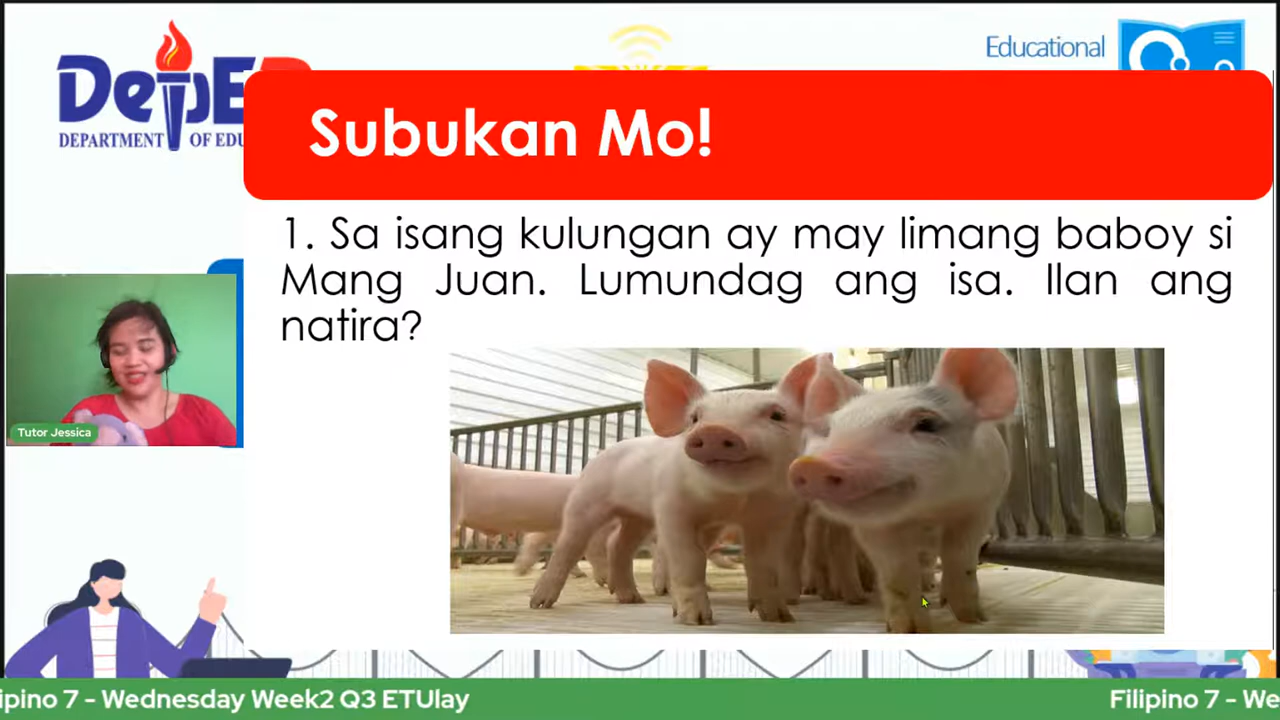 DepE
DEPARTMENT OF EDU
Educational
Subukan Mo!
1. Sa isang kulungan ay may limang baboy si
Mang Juan. Lumundag ang isa. Ilan ang
natira?
Tutor Jessica
ipino 7 - Wednesday Week2 Q3 ETUlay
Filipino 7 - We